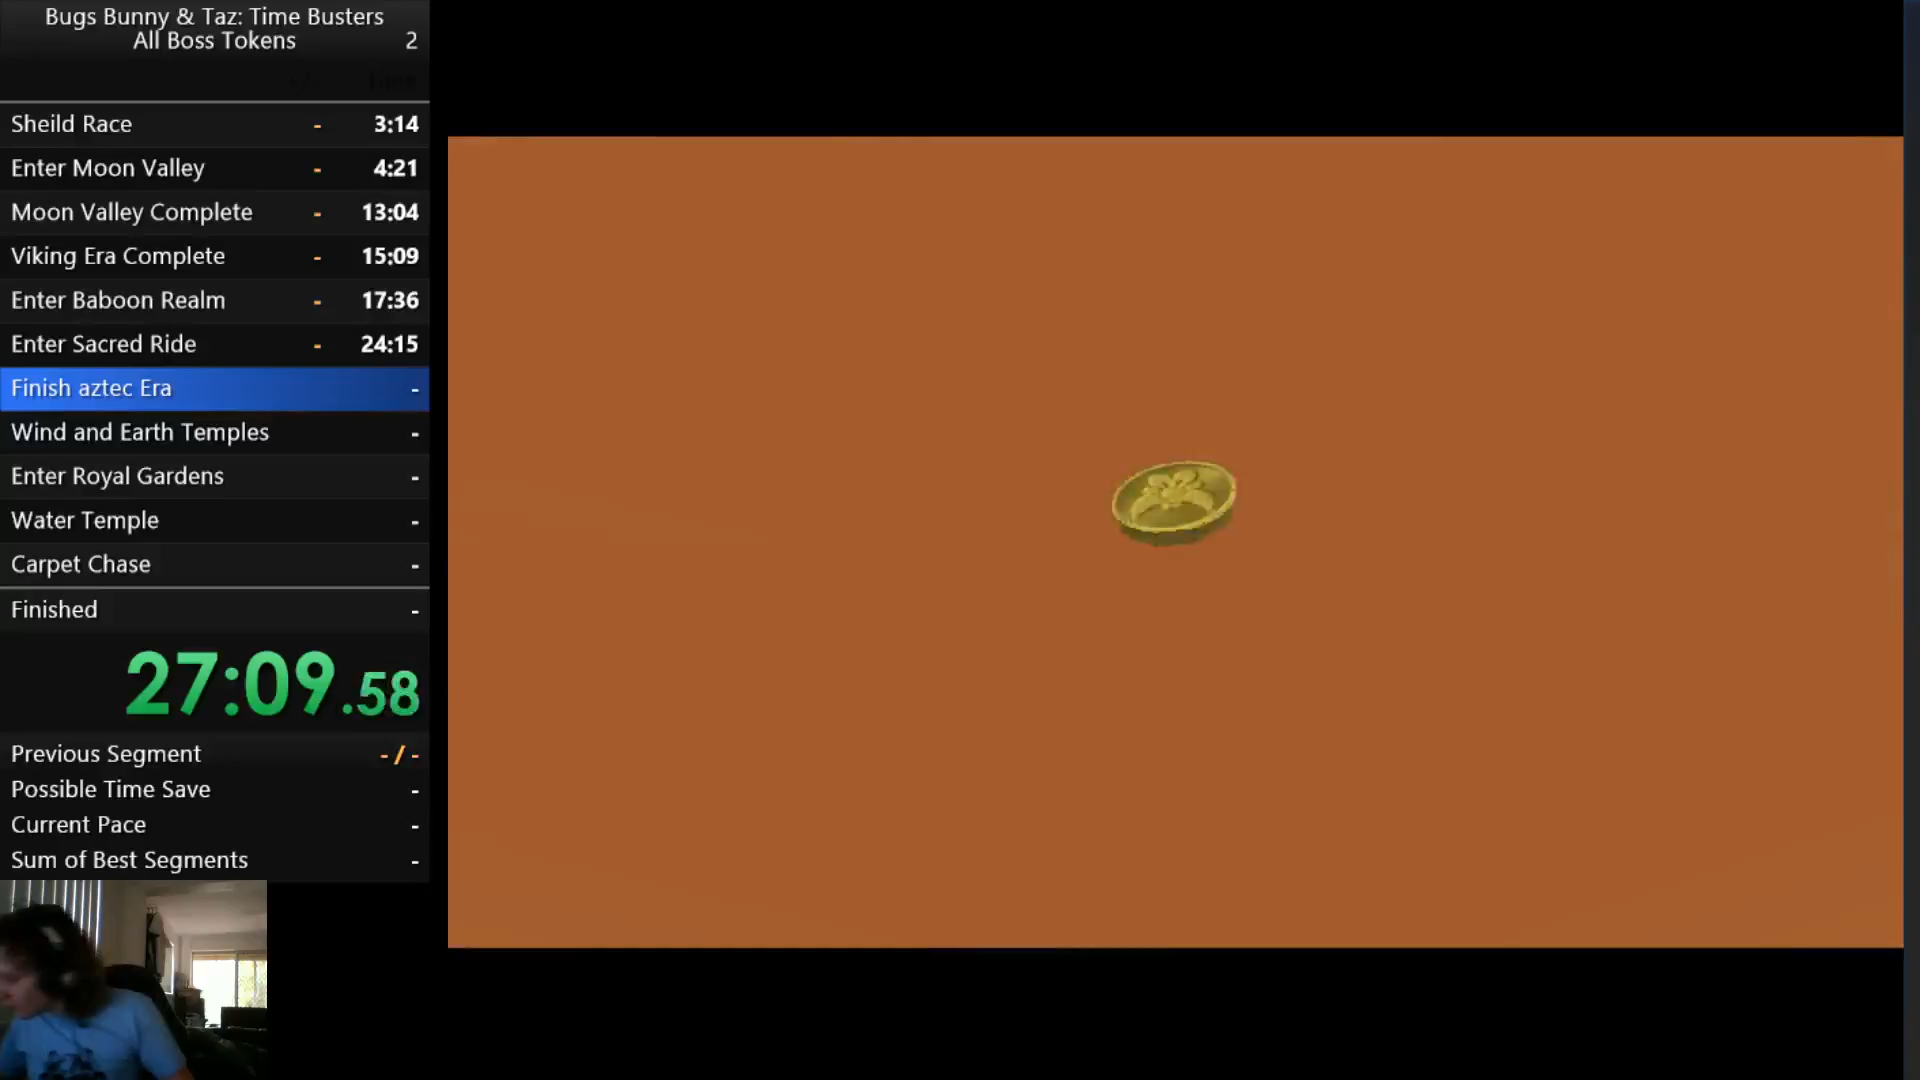 Bugs Bunny & Taz: Time Busters
All Boss Tokens 2
Sheild Race - 3:14
Enter Moon Valley - 4:21
Moon Valley Complete - 13:04
Viking Era Complete - 15:09
Enter Baboon Realm - 17:36
Enter Sacred Ride - 24:15
Finish aztec Era -
Wind and Earth Temples -
Enter Royal Gardens -
Water Temple -
Carpet Chase -
Finished -
27:09.58
Previous Segment - / -
Possible Time Save -
Current Pace -
Sum of Best Segments -